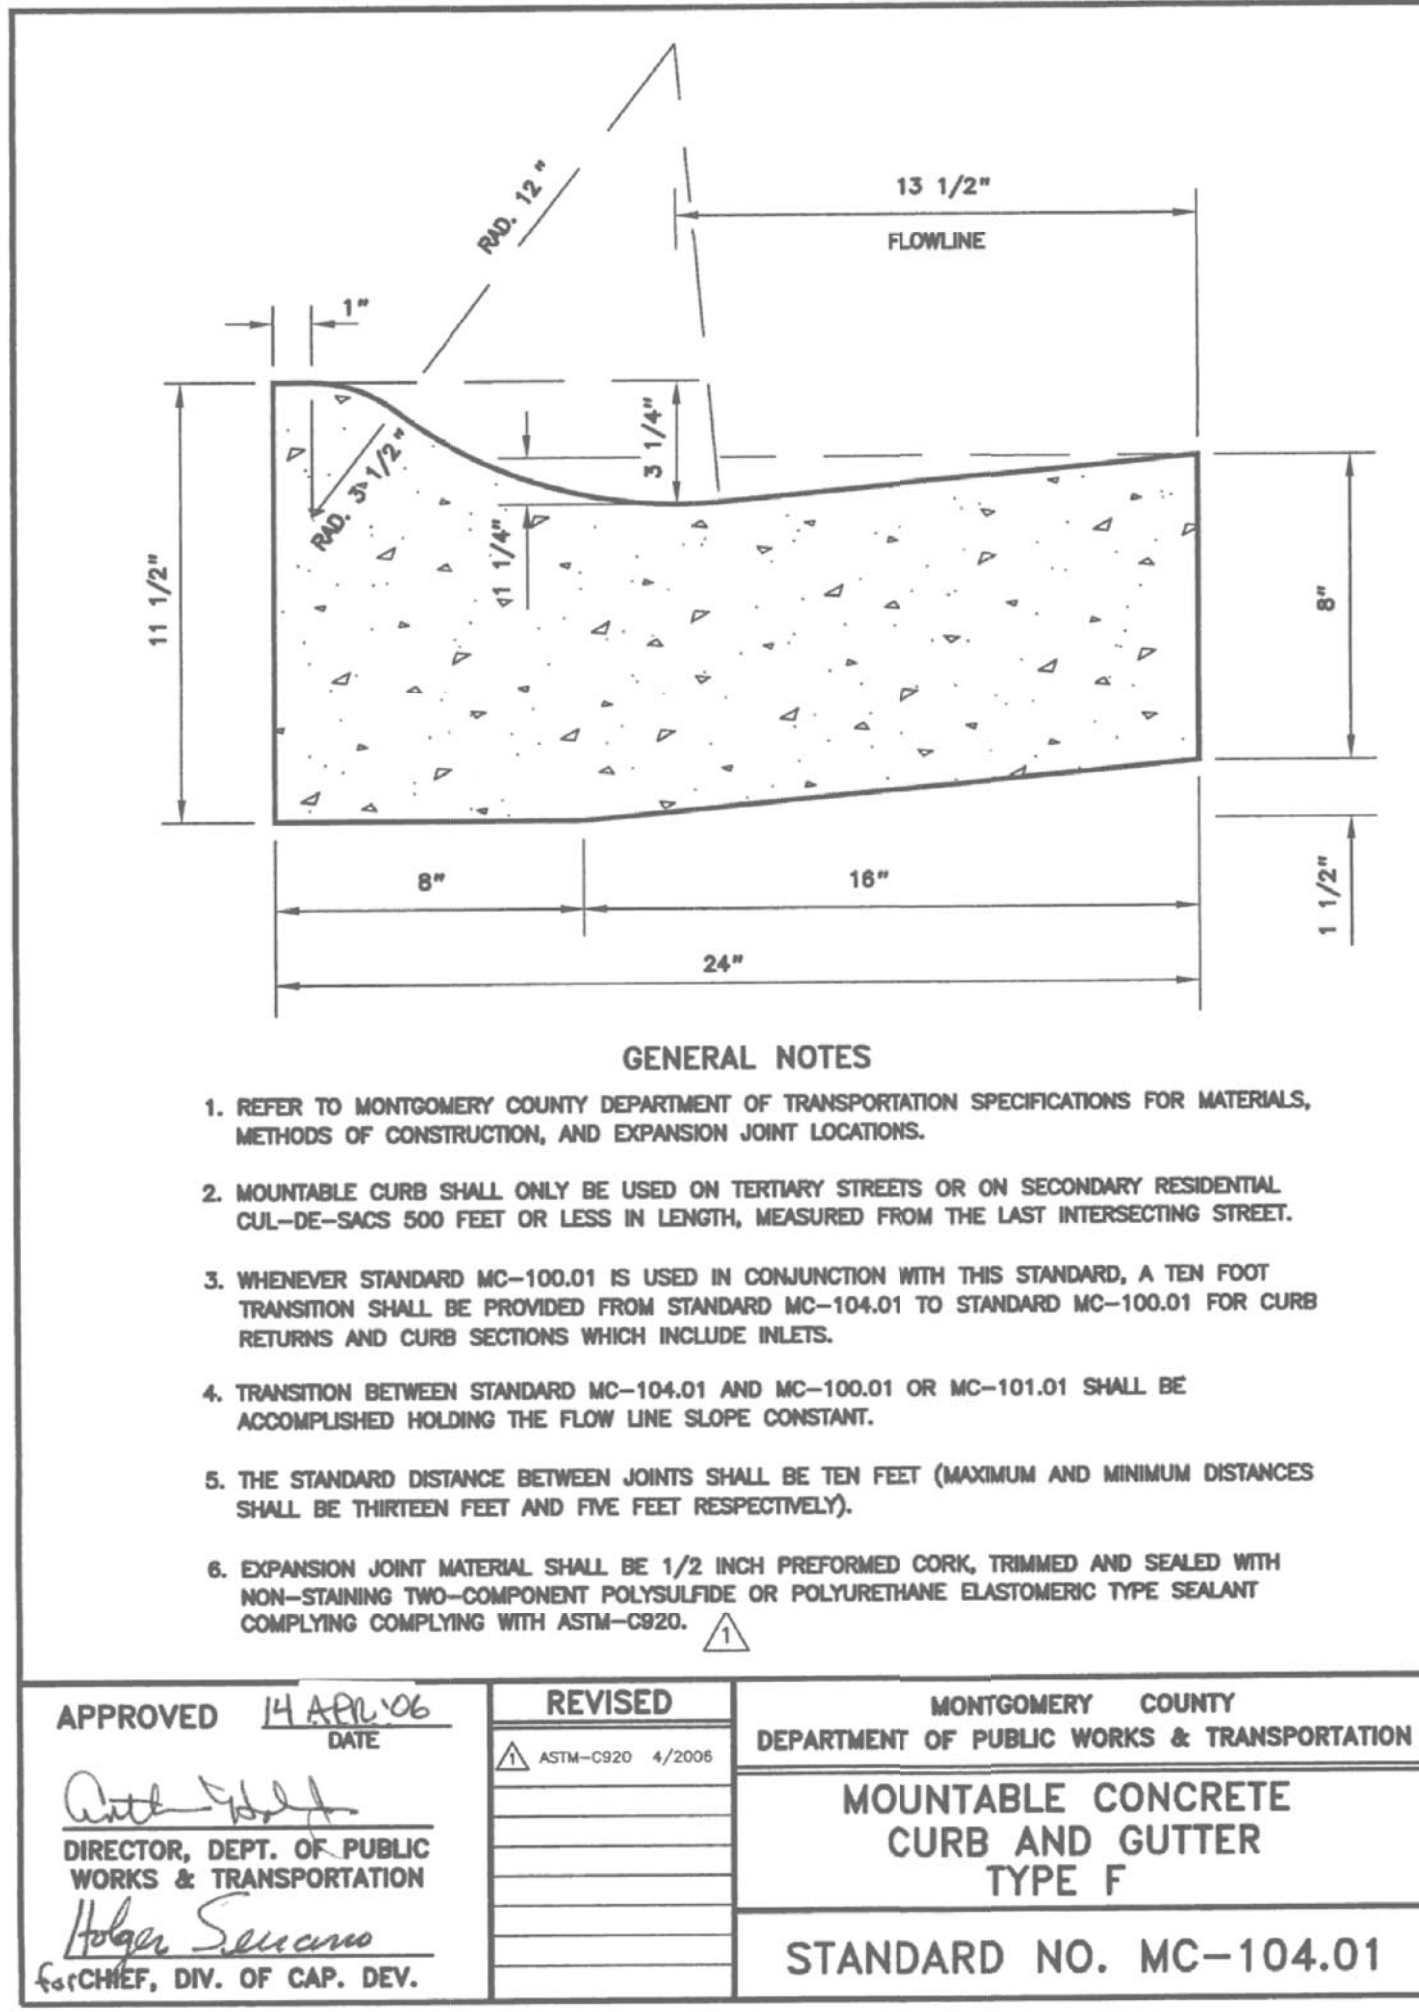 RAD. 12"
13 1/2"
FLOWLINE
1"
3 1/4"
RAD. 3 1/2"
1 1/4"
11 1/2"
8"
8"
16"
1 1/2"
24"
GENERAL NOTES
1. REFER TO MONTGOMERY COUNTY DEPARTMENT OF TRANSPORTATION SPECIFICATIONS FOR MATERIALS,
METHODS OF CONSTRUCTION, AND EXPANSION JOINT LOCATIONS.
2. MOUNTABLE CURB SHALL ONLY BE USED ON TERTIARY STREETS OR ON SECONDARY RESIDENTIAL
CUL-DE-SACS 500 FEET OR LESS IN LENGTH, MEASURED FROM THE LAST INTERSECTING STREET.
3. WHENEVER STANDARD MC-100.01 IS USED IN CONJUNCTION WITH THIS STANDARD, A TEN FOOT
TRANSITION SHALL BE PROVIDED FROM STANDARD MC-104.01 TO STANDARD MC-100.01 FOR CURB
RETURNS AND CURB SECTIONS WHICH INCLUDE INLETS.
4. TRANSITION BETWEEN STANDARD MC-104.01 AND MC-100.01 OR MC-101.01 SHALL BE
ACCOMPLISHED HOLDING THE FLOW LINE SLOPE CONSTANT.
5. THE STANDARD DISTANCE BETWEEN JOINTS SHALL BE TEN FEET (MAXIMUM AND MINIMUM DISTANCES
SHALL BE THIRTEEN FEET AND FIVE FEET RESPECTIVELY).
6. EXPANSION JOINT MATERIAL SHALL BE 1/2 INCH PREFORMED CORK, TRIMMED AND SEALED WITH
NON-STAINING TWO-COMPONENT POLYSULFIDE OR POLYURETHANE ELASTOMERIC TYPE SEALANT
COMPLYING COMPLYING WITH ASTM-C920. 1
APPROVED 14 APR '06
DATE
DIRECTOR, DEPT. OF PUBLIC
WORKS & TRANSPORTATION
Holger Serrano
for CHIEF, DIV. OF CAP. DEV.
REVISED
1 ASTM-C920 4/2006
MONTGOMERY COUNTY
DEPARTMENT OF PUBLIC WORKS & TRANSPORTATION
MOUNTABLE CONCRETE
CURB AND GUTTER
TYPE F
STANDARD NO. MC-104.01